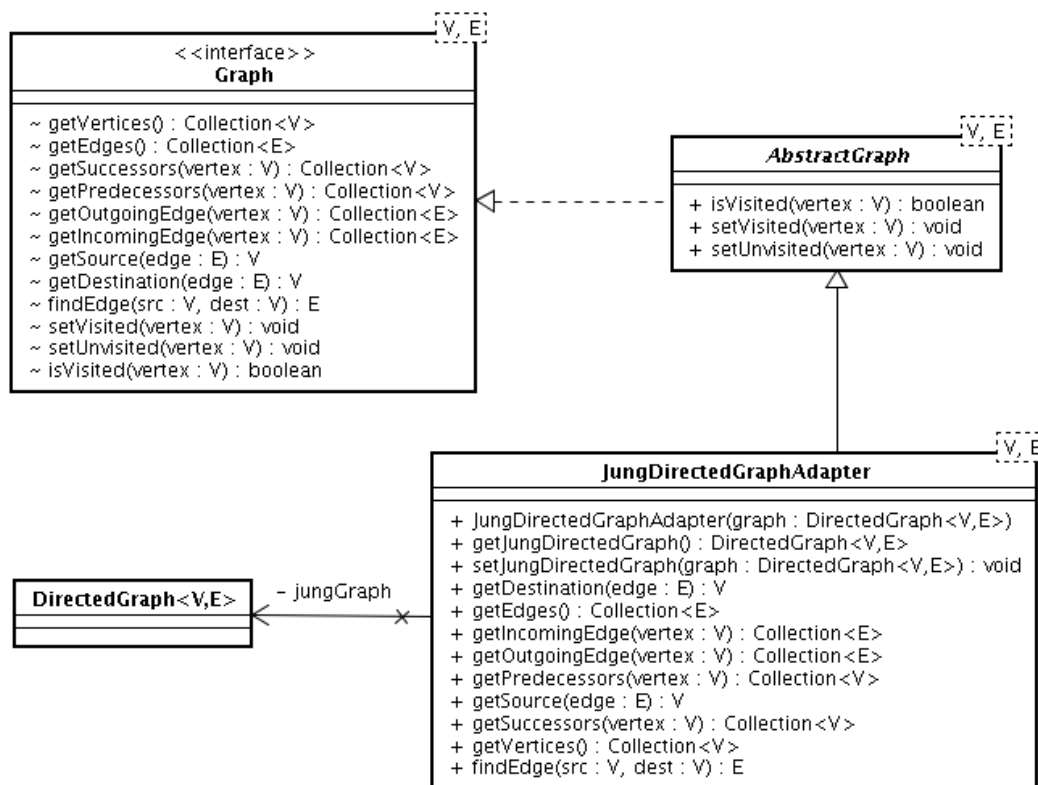 V, E
<<interface>>
Graph
~ getVertices() : Collection<V>
~ getEdges() : Collection<E>
~ getSuccessors(vertex : V) : Collection<V>
~ getPredecessors(vertex : V) : Collection<V>
~ getOutgoingEdge(vertex : V) : Collection<E>
~ getIncomingEdge(vertex : V) : Collection<E>
~ getSource(edge : E) : V
~ getDestination(edge : E) : V
~ findEdge(src : V, dest : V) : E
~ setVisited(vertex : V) : void
~ setUnvisited(vertex : V) : void
~ isVisited(vertex : V) : boolean
V, E
AbstractGraph
+ isVisited(vertex : V) : boolean
+ setVisited(vertex : V) : void
+ setUnvisited(vertex : V) : void
V, E
JungDirectedGraphAdapter
+ JungDirectedGraphAdapter(graph : DirectedGraph<V,E>)
+ getJungDirectedGraph() : DirectedGraph<V,E>
+ setJungDirectedGraph(graph : DirectedGraph<V,E>) : void
+ getDestination(edge : E) : V
+ getEdges() : Collection<E>
+ getIncomingEdge(vertex : V) : Collection<E>
+ getOutgoingEdge(vertex : V) : Collection<E>
+ getPredecessors(vertex : V) : Collection<V>
+ getSource(edge : E) : V
+ getSuccessors(vertex : V) : Collection<V>
+ getVertices() : Collection<V>
+ findEdge(src : V, dest : V) : E
DirectedGraph<V,E>
- jungGraph